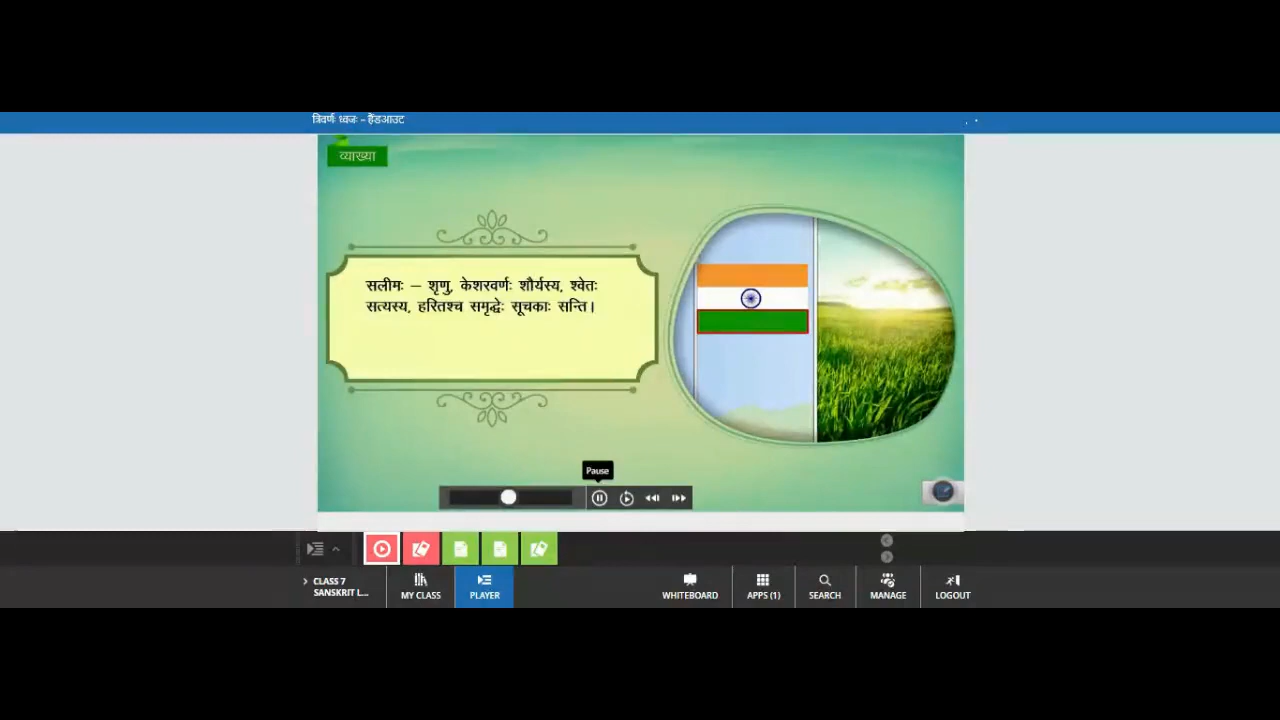 त्रिवर्णः ध्वजः - हैंडआउट
व्याख्या
सलीमः – शृणु, केशरवर्णः शौर्यस्य, श्वेतः
सत्यस्य, हरितश्च समृद्धेः सूचकाः सन्ति।
Pause
CLASS 7
SANSKRIT L...
MY CLASS
PLAYER
WHITEBOARD
APPS (1)
SEARCH
MANAGE
LOGOUT